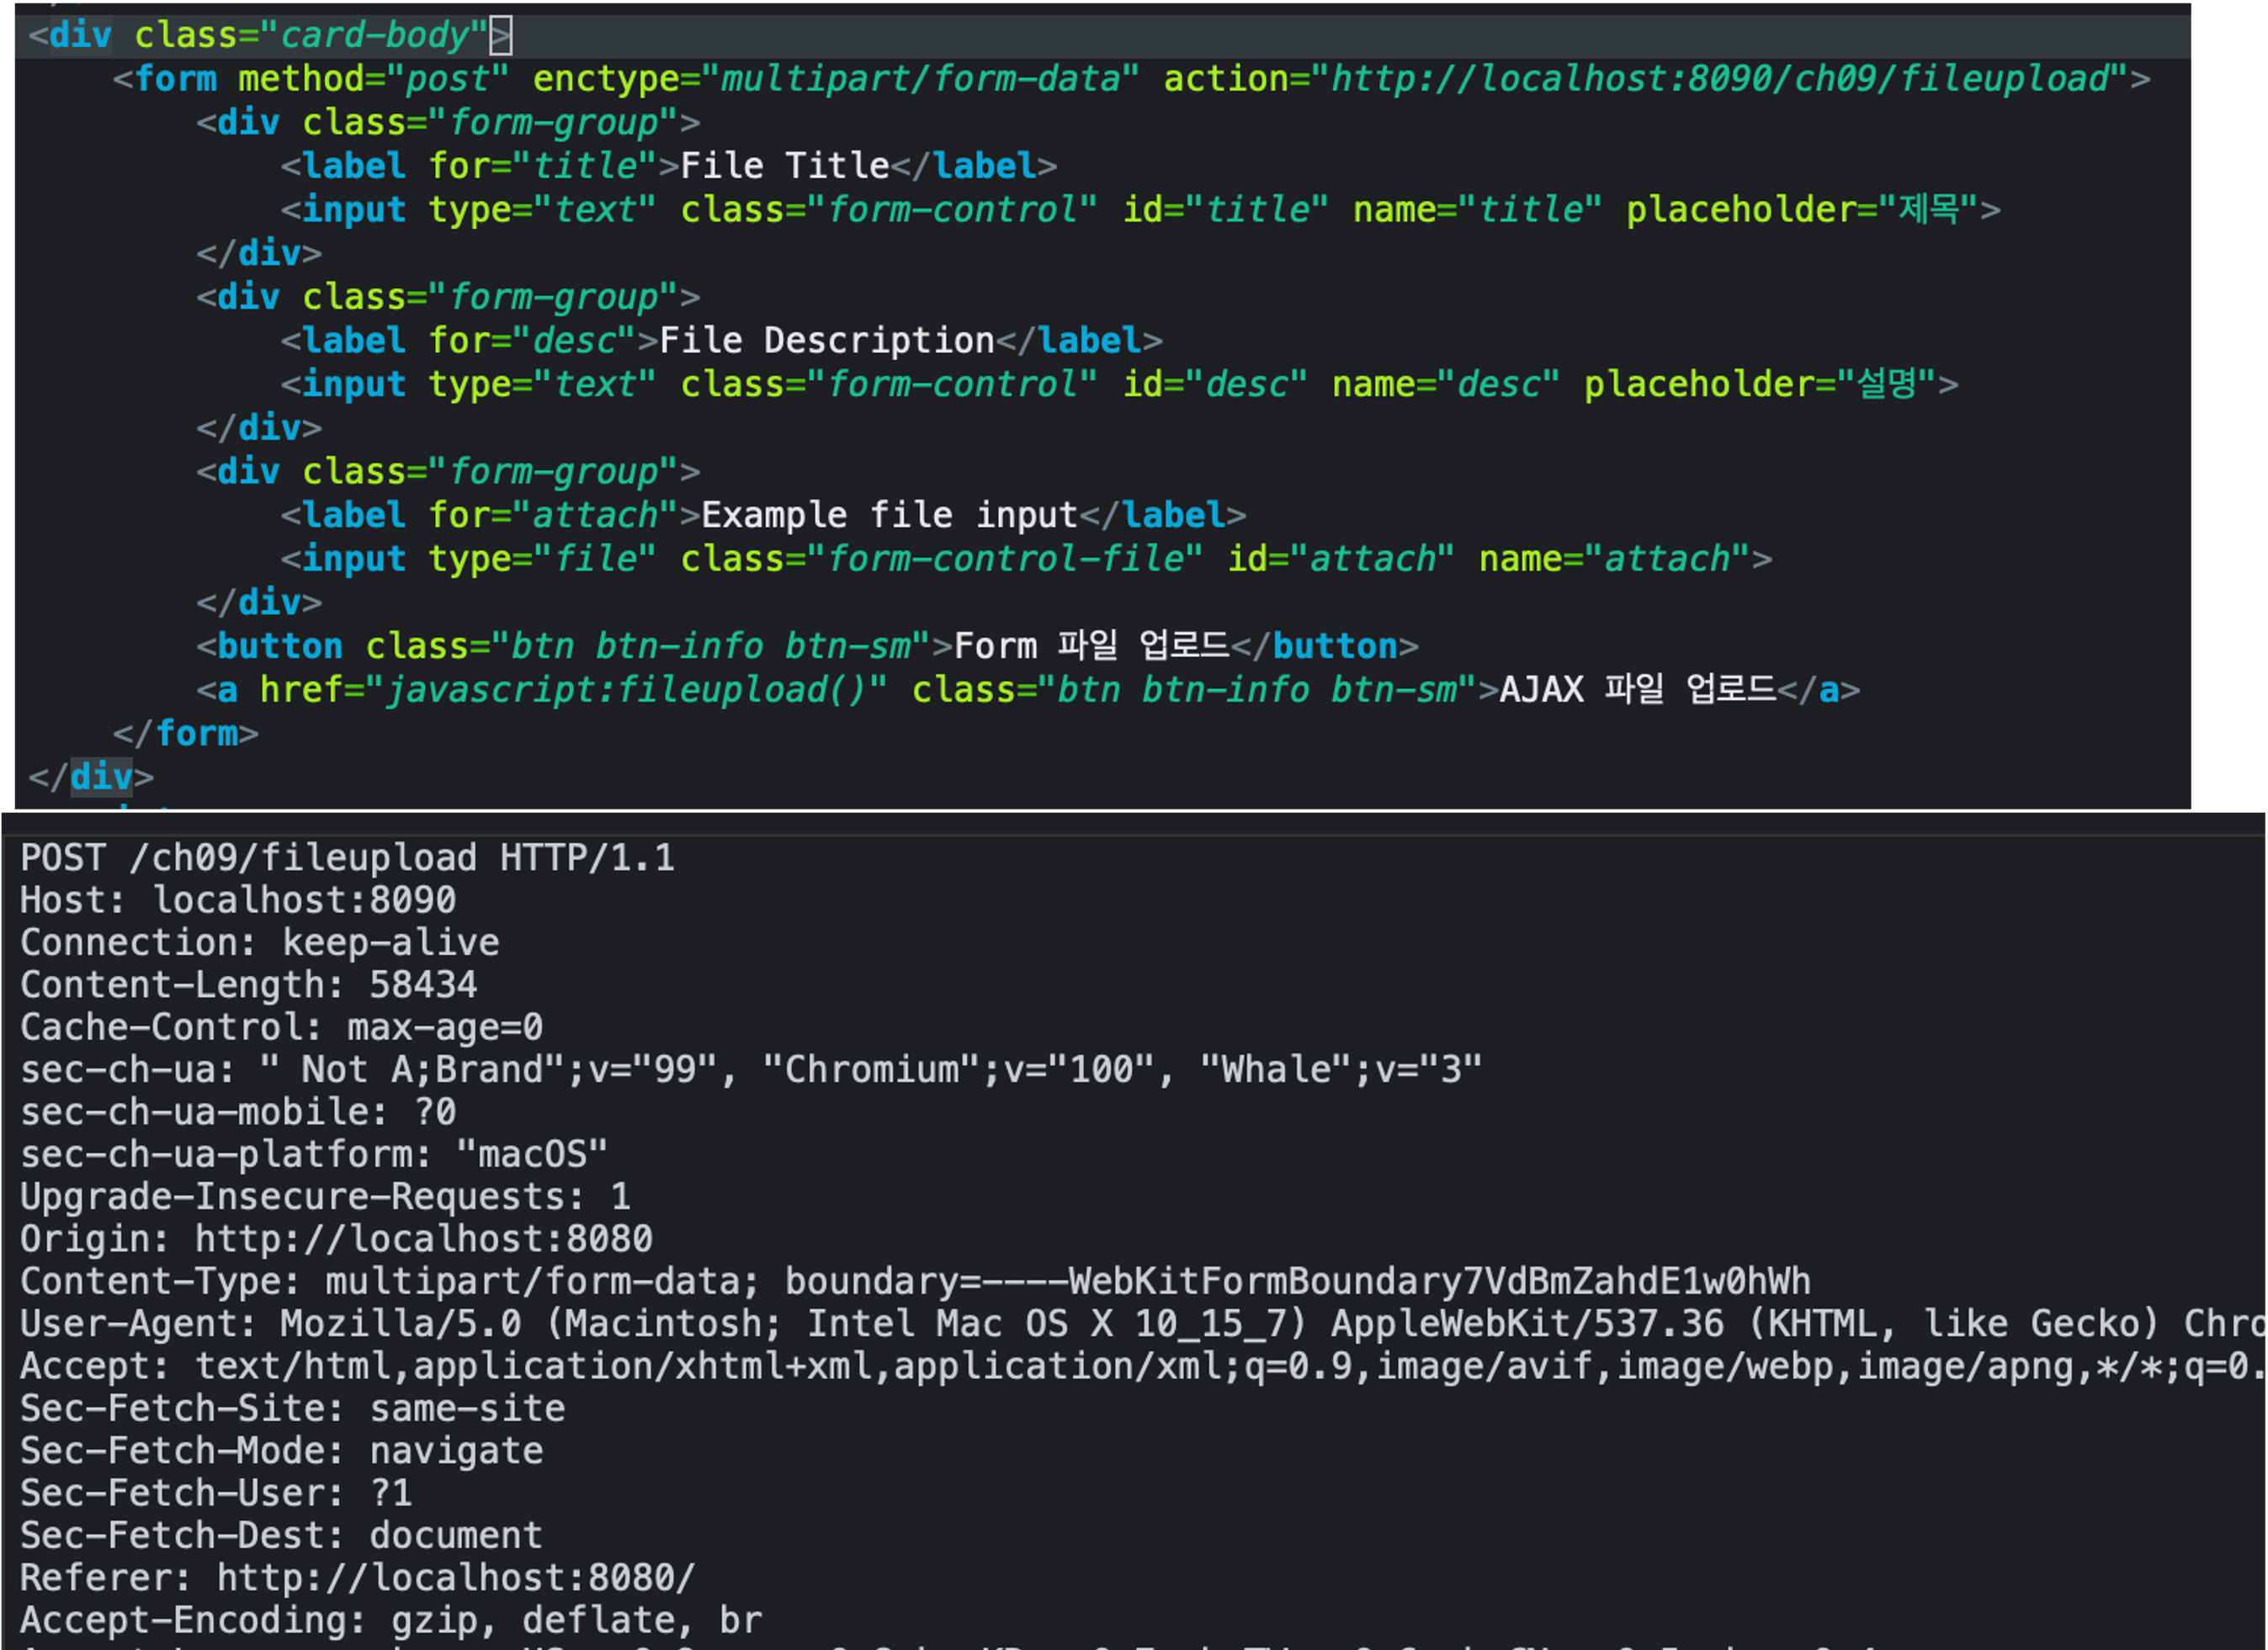 <div class="card-body">
<form method="post" enctype="multipart/form-data" action="http://localhost:8090/ch09/fileupload">
<div class="form-group">
<label for="title">File Title</label>
<input type="text" class="form-control" id="title" name="title" placeholder="제목">
</div>
<div class="form-group">
<label for="desc">File Description</label>
<input type="text" class="form-control" id="desc" name="desc" placeholder="설명">
</div>
<div class="form-group">
<label for="attach">Example file input</label>
<input type="file" class="form-control-file" id="attach" name="attach">
</div>
<button class="btn btn-info btn-sm">Form 파일 업로드</button>
<a href="javascript:fileupload()" class="btn btn-info btn-sm">AJAX 파일 업로드</a>
</form>
</div>
POST /ch09/fileupload HTTP/1.1
Host: localhost:8090
Connection: keep-alive
Content-Length: 58434
Cache-Control: max-age=0
sec-ch-ua: " Not A;Brand";v="99", "Chromium";v="100", "Whale";v="3"
sec-ch-ua-mobile: ?0
sec-ch-ua-platform: "macOS"
Upgrade-Insecure-Requests: 1
Origin: http://localhost:8080
Content-Type: multipart/form-data; boundary=----WebKitFormBoundary7VdBmZahdE1w0hWh
User-Agent: Mozilla/5.0 (Macintosh; Intel Mac OS X 10_15_7) AppleWebKit/537.36 (KHTML, like Gecko) Chro
Accept: text/html,application/xhtml+xml,application/xml;q=0.9,image/avif,image/webp,image/apng,*/*;q=0.
Sec-Fetch-Site: same-site
Sec-Fetch-Mode: navigate
Sec-Fetch-User: ?1
Sec-Fetch-Dest: document
Referer: http://localhost:8080/
Accept-Encoding: gzip, deflate, br